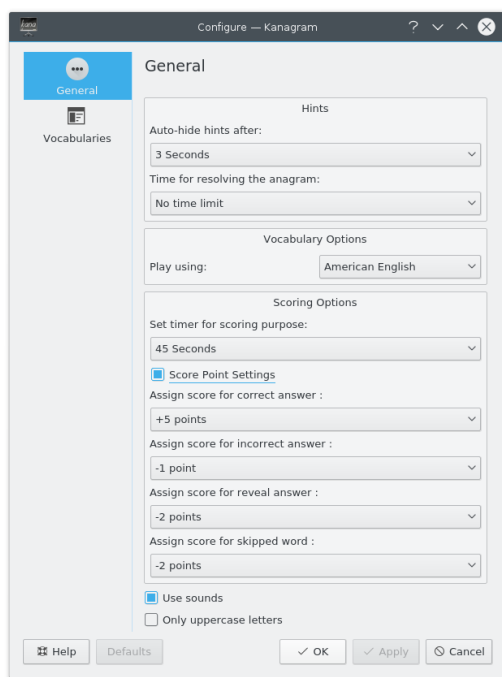 Configure — Kanagram
General
Vocabularies
General
Hints
Auto-hide hints after:
3 Seconds
Time for resolving the anagram:
No time limit
Vocabulary Options
Play using:
American English
Scoring Options
Set timer for scoring purpose:
45 Seconds
Score Point Settings
Assign score for correct answer :
+5 points
Assign score for incorrect answer :
-1 point
Assign score for reveal answer :
-2 points
Assign score for skipped word :
-2 points
Use sounds
Only uppercase letters
Help
Defaults
OK
Apply
Cancel